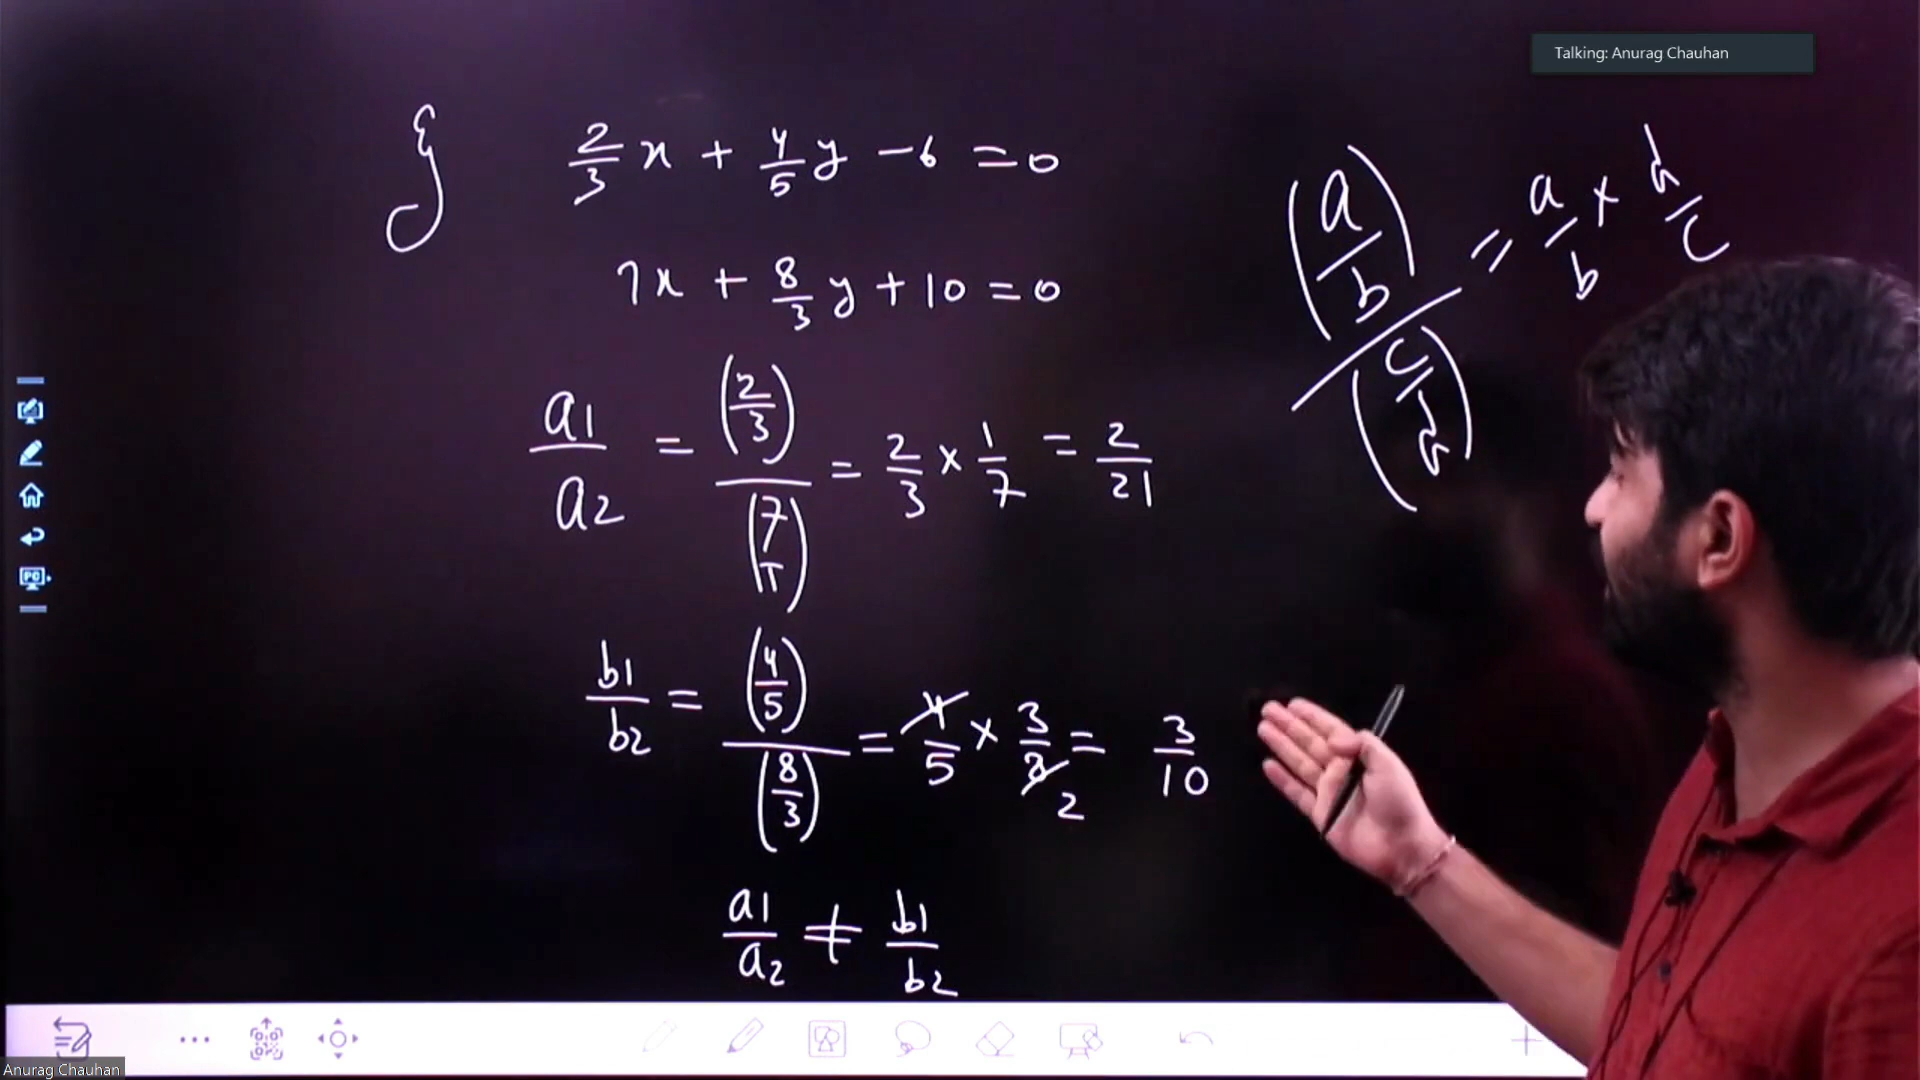 Talking: Anurag Chauhan
2/3 x + 4/5 y - 6 = 0
7x + 8/3 y + 10 = 0
(a/b)/(c/d) = a/b × d/c
a1/a2 = (2/3)/(7/1) = 2/3 × 1/7 = 2/21
b1/b2 = (4/5)/(8/3) = 4/5 × 3/8 2 = 3/10
a1/a2 ≠ b1/b2
PC
Anurag Chauhan